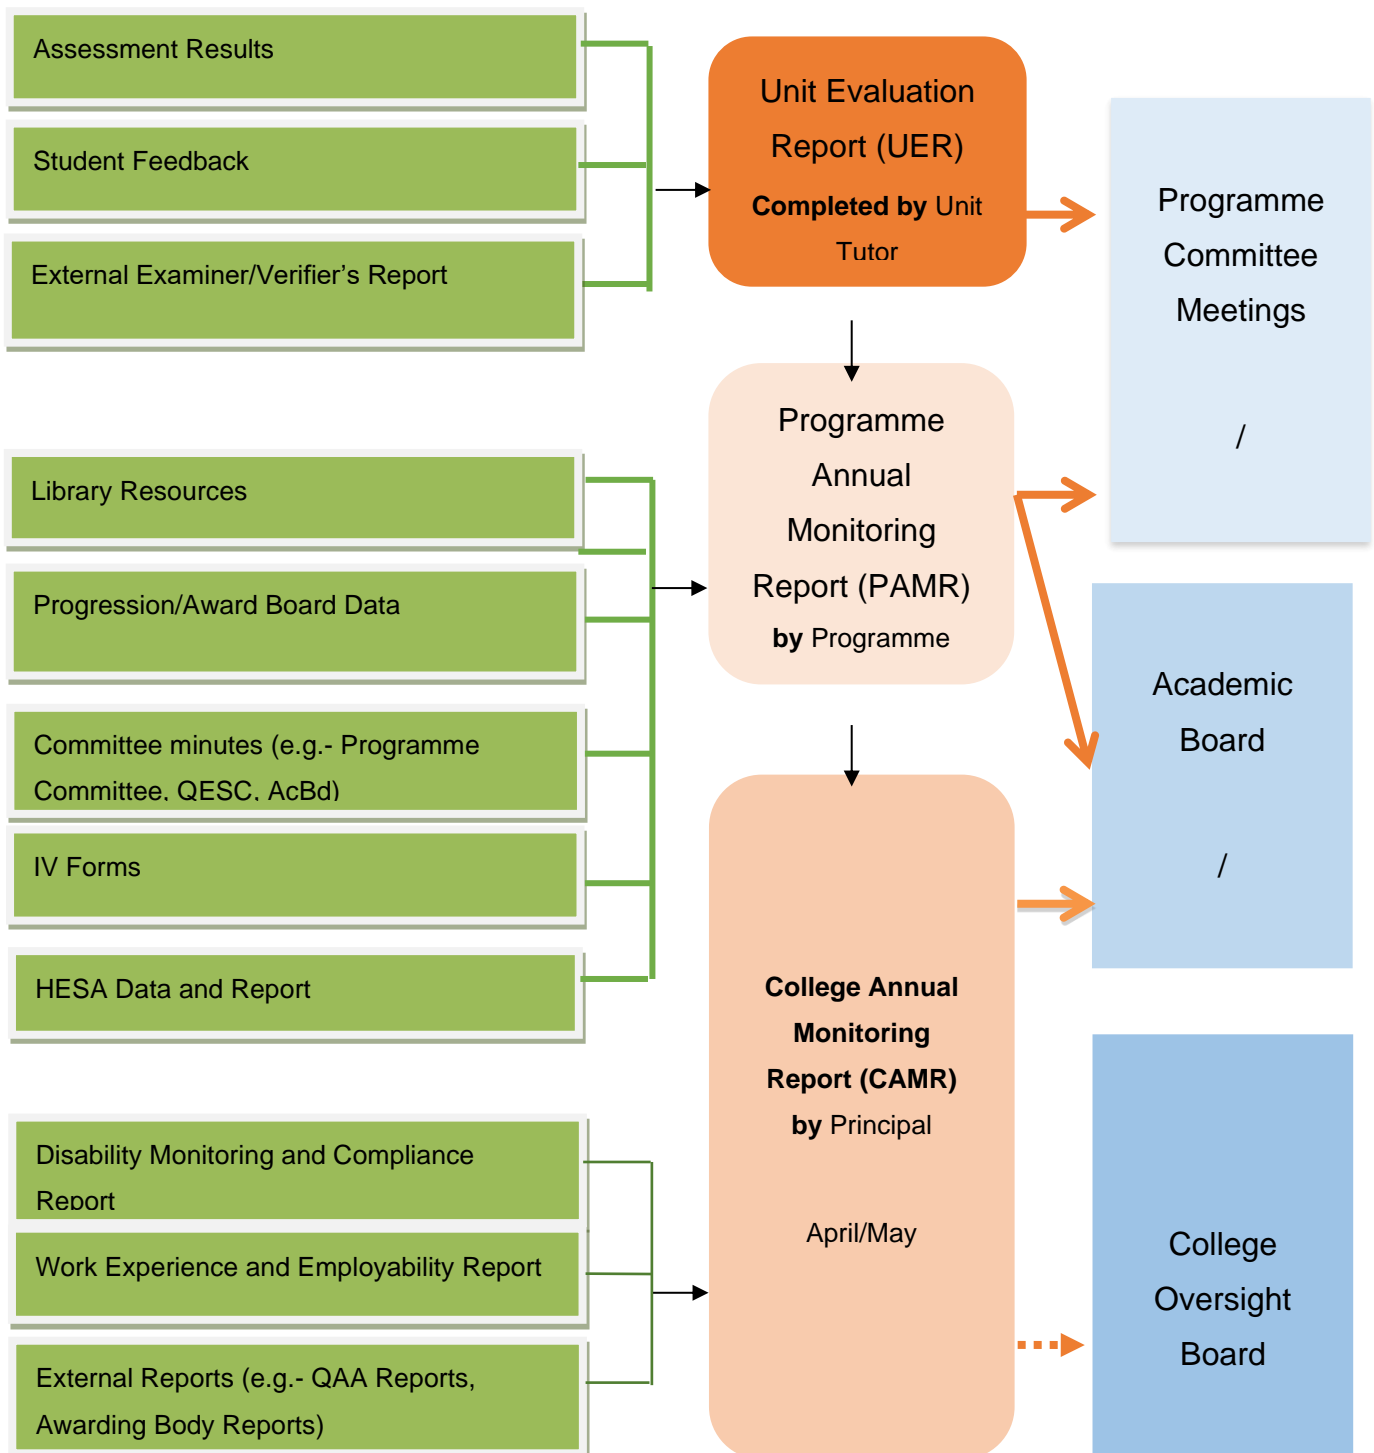 Assessment Results
Student Feedback
External Examiner/Verifier's Report
Unit Evaluation
Report (UER)
Completed by Unit
Tutor
Programme
Committee
Meetings
/
Library Resources
Progression/Award Board Data
Committee minutes (e.g.- Programme
Committee, QESC, AcBd)
IV Forms
HESA Data and Report
Programme
Annual
Monitoring
Report (PAMR)
by Programme
Academic
Board
/
Disability Monitoring and Compliance
Report
Work Experience and Employability Report
External Reports (e.g.- QAA Reports,
Awarding Body Reports)
College Annual
Monitoring
Report (CAMR)
by Principal
April/May
College
Oversight
Board